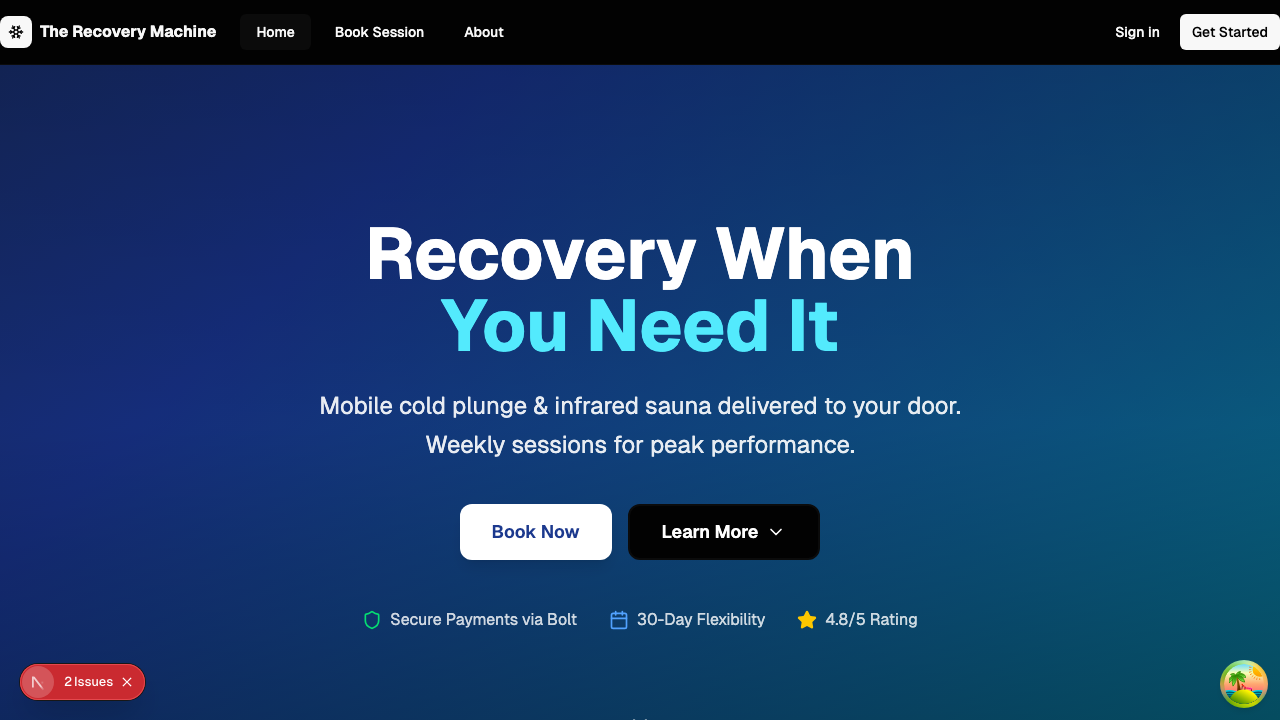 The Recovery Machine
Home
Book Session
About
Sign in
Get Started
Recovery When
You Need It
Mobile cold plunge & infrared sauna delivered to your door.
Weekly sessions for peak performance.
Book Now
Learn More
Secure Payments via Bolt
30-Day Flexibility
4.8/5 Rating
2 Issues